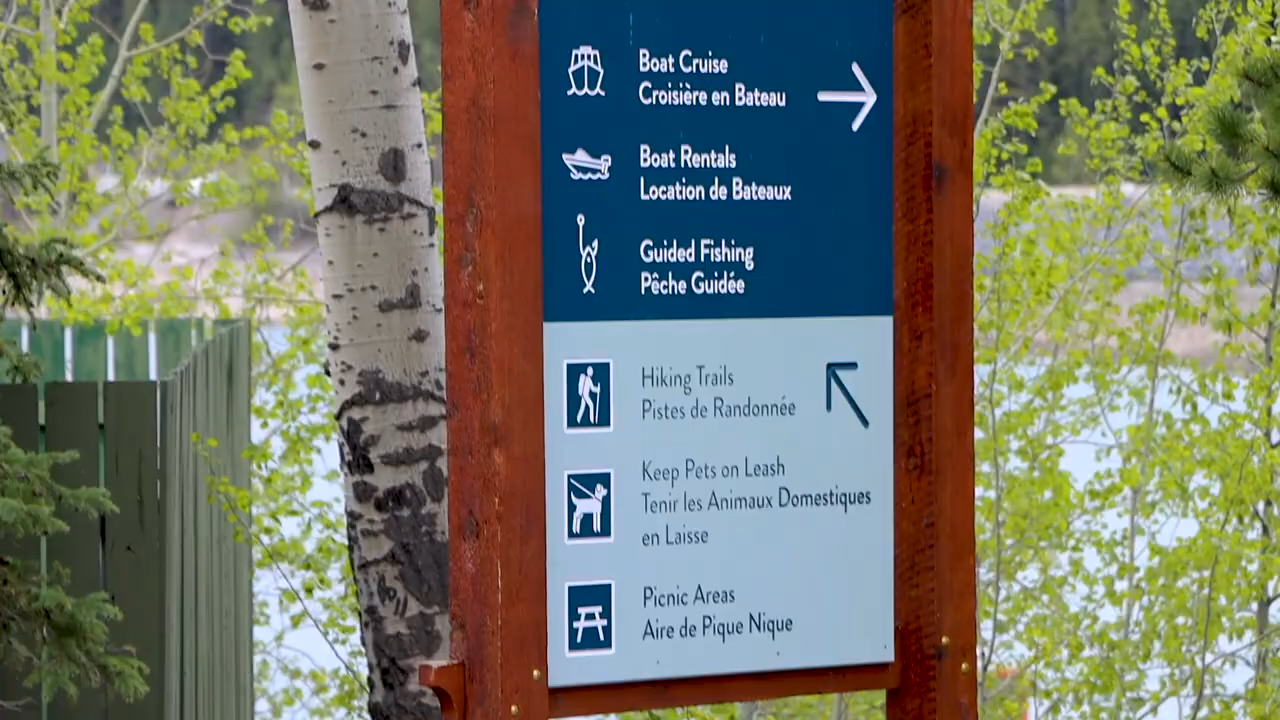 Boat Cruise
Croisière en Bateau
Boat Rentals
Location de Bateaux
Guided Fishing
Pêche Guidée
Hiking Trails
Pistes de Randonnée
Keep Pets on Leash
Tenir les Animaux Domestiques
en Laisse
Picnic Areas
Aire de Pique Nique